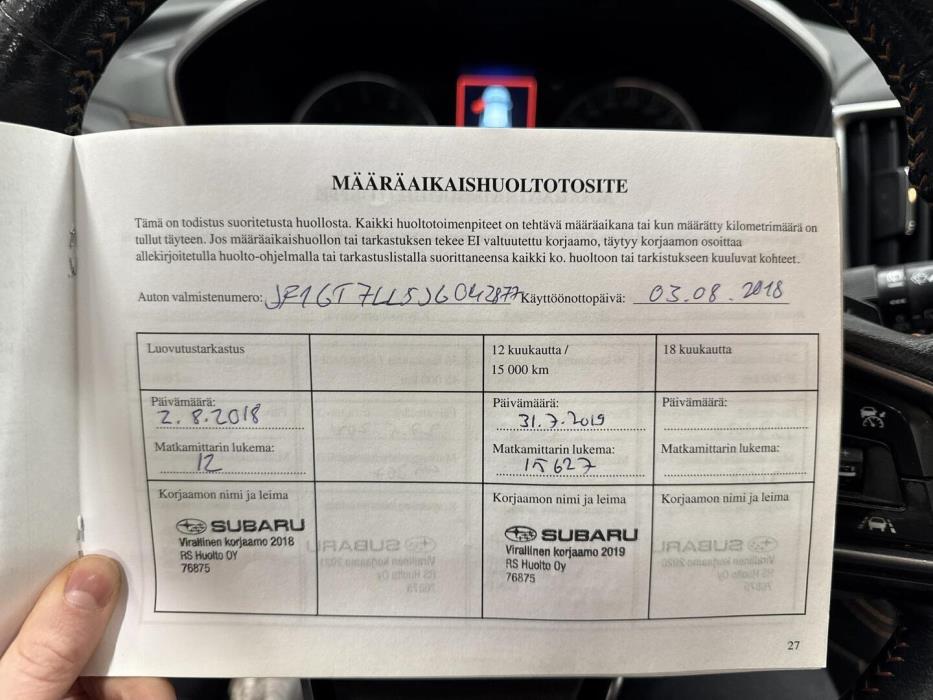 MÄÄRÄAIKAISHUOLTOTOSITE
Tämä on todistus suoritetusta huollosta. Kaikki huoltotoimenpiteet on tehtävä määräaikana tai kun määrätty kilometrimäärä on
tullut täyteen. Jos määräaikaishuollon tai tarkastuksen tekee EI valtuutettu korjaamo, täytyy korjaamon osoittaa
allekirjoitetulla huolto-ohjelmalla tai tarkastuslistalla suorittaneensa kaikki ko. huoltoon tai tarkistukseen kuuluvat kohteet.
Auton valmistenumero: JF1GT7LL5JG042877 Käyttöönottopäivä: 03.08.2018
Luovutustarkastus
12 kuukautta /
15 000 km
18 kuukautta
Päivämäärä:
2.8.2018
Päivämäärä:
31.7.2019
Päivämäärä:
Matkamittarin lukema:
12
Matkamittarin lukema:
15627
Matkamittarin lukema:
Korjaamon nimi ja leima
SUBARU
Virallinen korjaamo 2018
RS Huolto OY
76875
Korjaamon nimi ja leima
SUBARU
Virallinen korjaamo 2019
RS Huolto Oy
76875
Korjaamon nimi ja leima
27